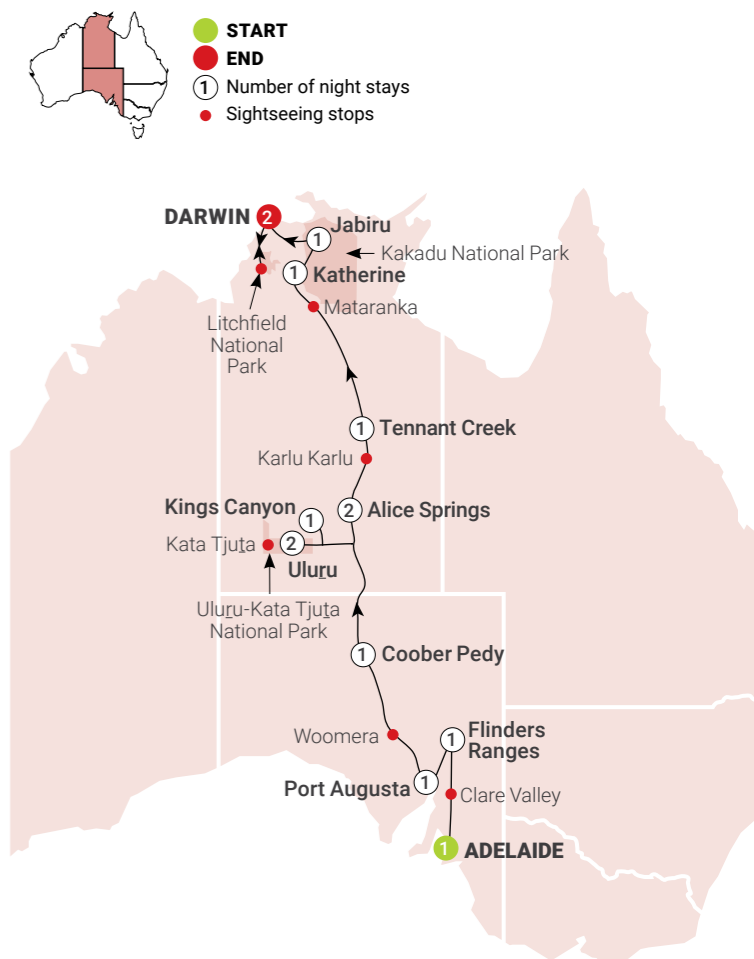 START
END
1 Number of night stays
Sightseeing stops
DARWIN 2
1 Jabiru
Kakadu National Park
1 Katherine
Litchfield
National
Park
Mataranka
1 Tennant Creek
Karlu Karlu
Kings Canyon 1
2 Alice Springs
Kata Tjuṯa 2
Uluṟu
Uluṟu-Kata Tjuṯa
National Park
1 Coober Pedy
Woomera
1 Flinders
Ranges
Port Augusta 1
Clare Valley
1 ADELAIDE